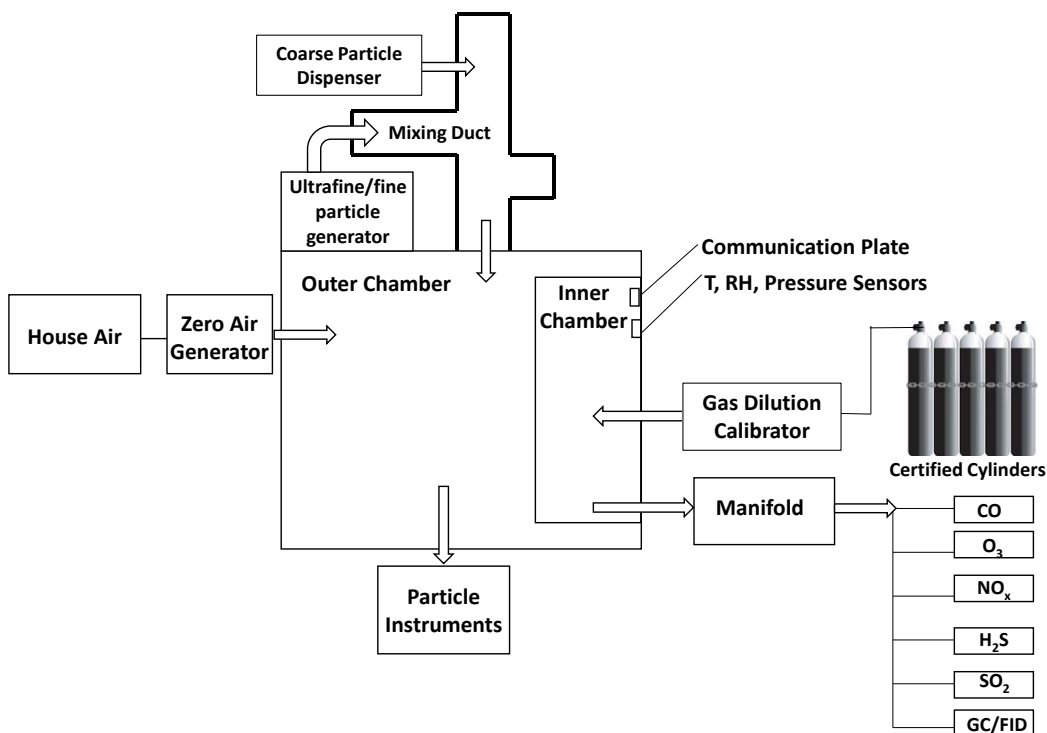 Coarse Particle
Dispenser
Mixing Duct
Ultrafine/fine
particle
generator
Communication Plate
Outer Chamber
T, RH, Pressure Sensors
Inner
Chamber
House Air
Zero Air
Generator
Gas Dilution
Calibrator
Certified Cylinders
Manifold
CO
O₃
NOₓ
H₂S
SO₂
GC/FID
Particle
Instruments